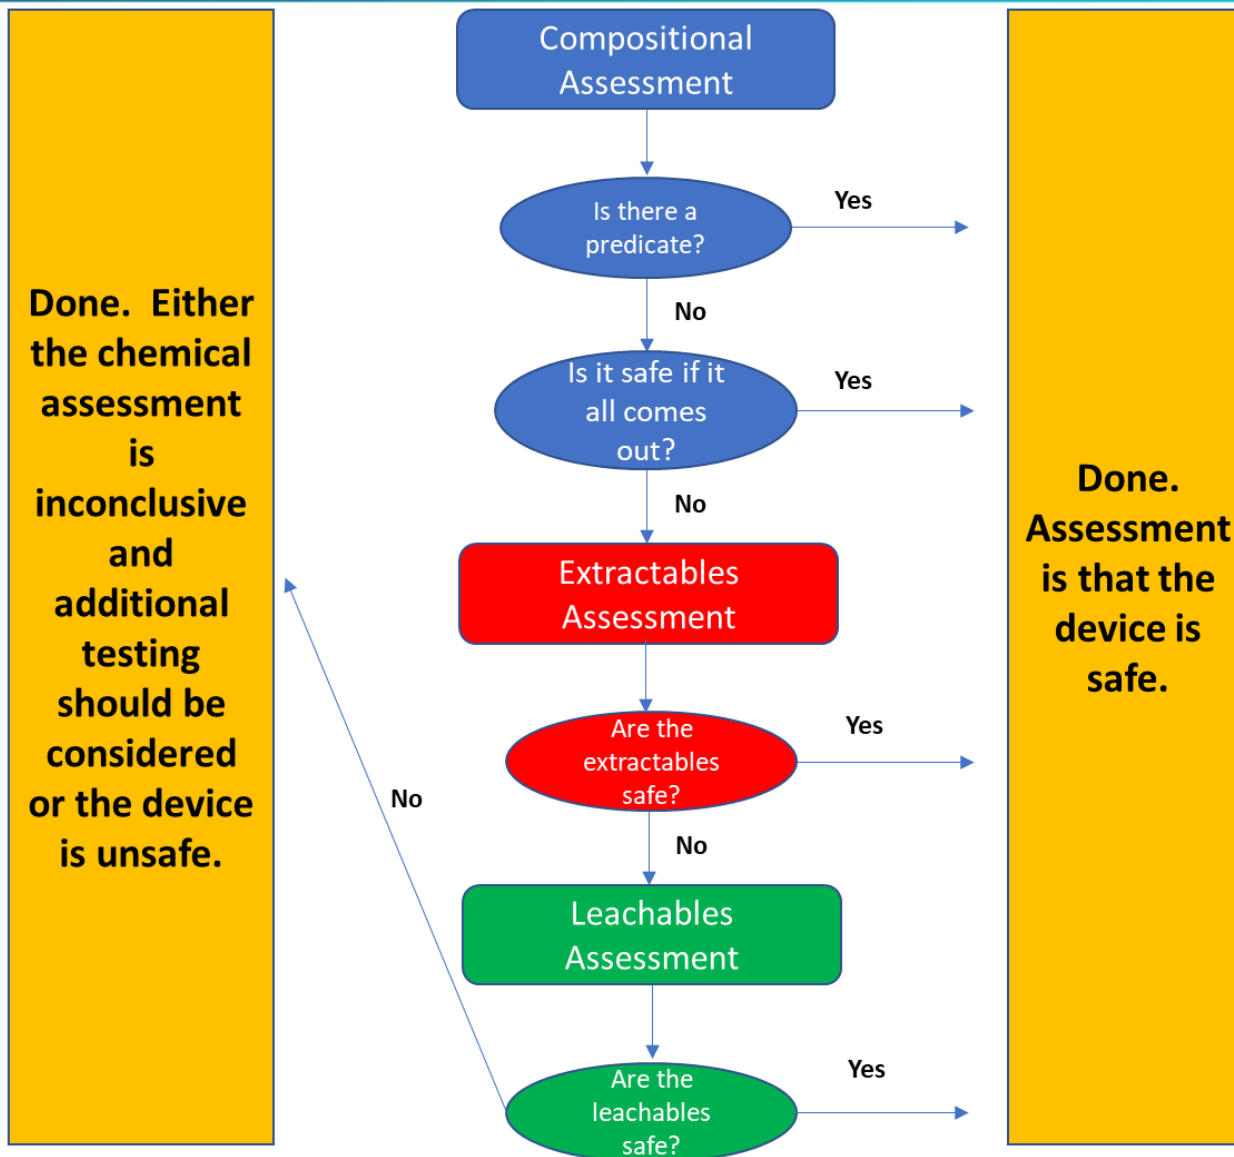 Compositional
Assessment
Is there a
predicate?
Yes
No
Is it safe if it
all comes
out?
Yes
No
Extractables
Assessment
Are the
extractables
safe?
Yes
No
Leachables
Assessment
Are the
leachables
safe?
Yes
No
Done.  Either
the chemical
assessment
is
inconclusive
and
additional
testing
should be
considered
or the device
is unsafe.
Done.
Assessment
is that the
device is
safe.